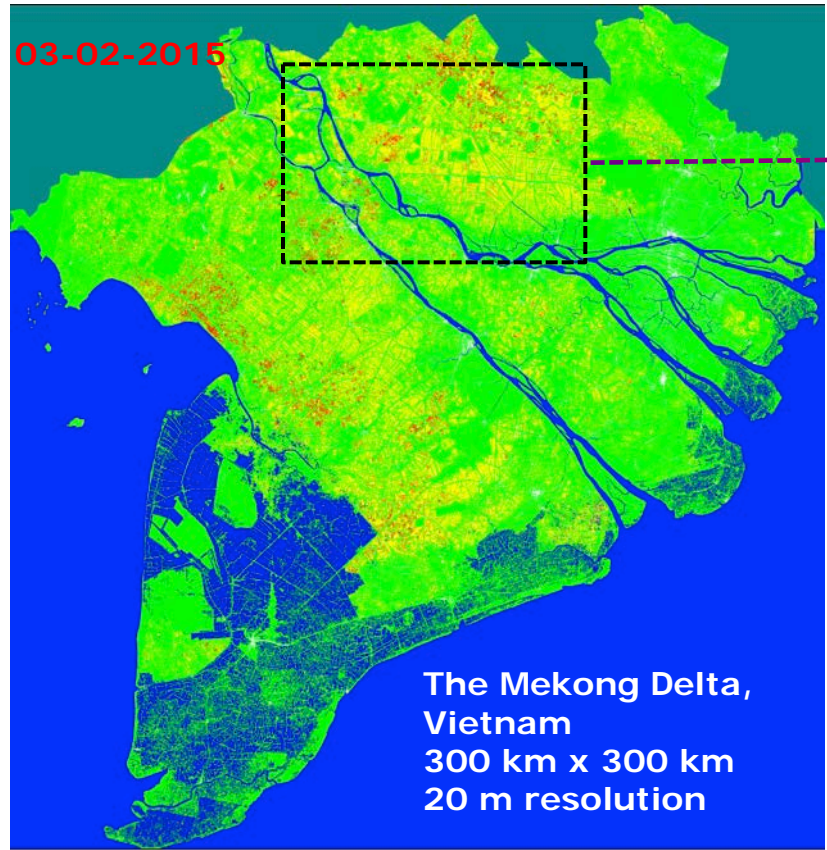 03-02-2015
The Mekong Delta,
Vietnam
300 km x 300 km
20 m resolution